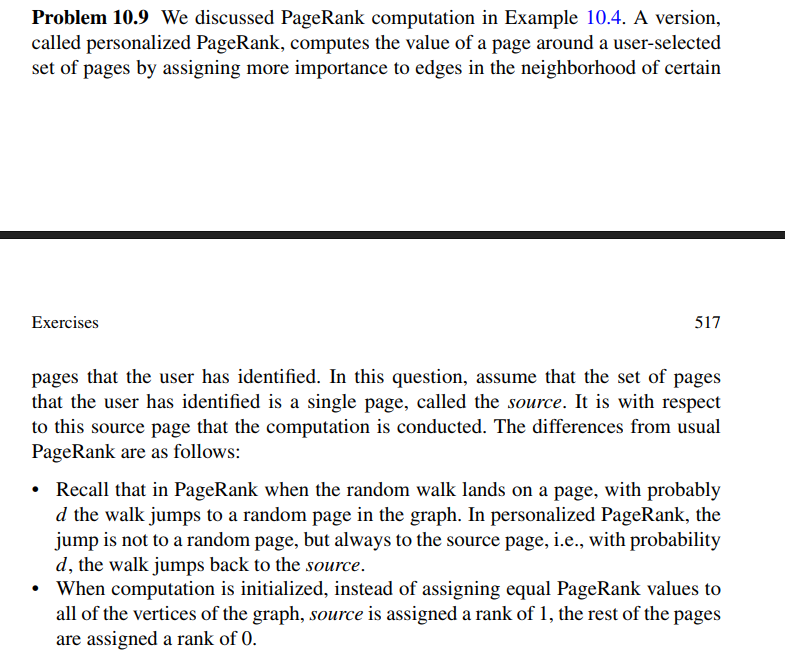 Problem 10.9 We discussed PageRank computation in Example 10.4. A version,
called personalized PageRank, computes the value of a page around a user-selected
set of pages by assigning more importance to edges in the neighborhood of certain
Exercises 517
pages that the user has identified. In this question, assume that the set of pages
that the user has identified is a single page, called the source. It is with respect
to this source page that the computation is conducted. The differences from usual
PageRank are as follows:
• Recall that in PageRank when the random walk lands on a page, with probably
d the walk jumps to a random page in the graph. In personalized PageRank, the
jump is not to a random page, but always to the source page, i.e., with probability
d, the walk jumps back to the source.
• When computation is initialized, instead of assigning equal PageRank values to
all of the vertices of the graph, source is assigned a rank of 1, the rest of the pages
are assigned a rank of 0.